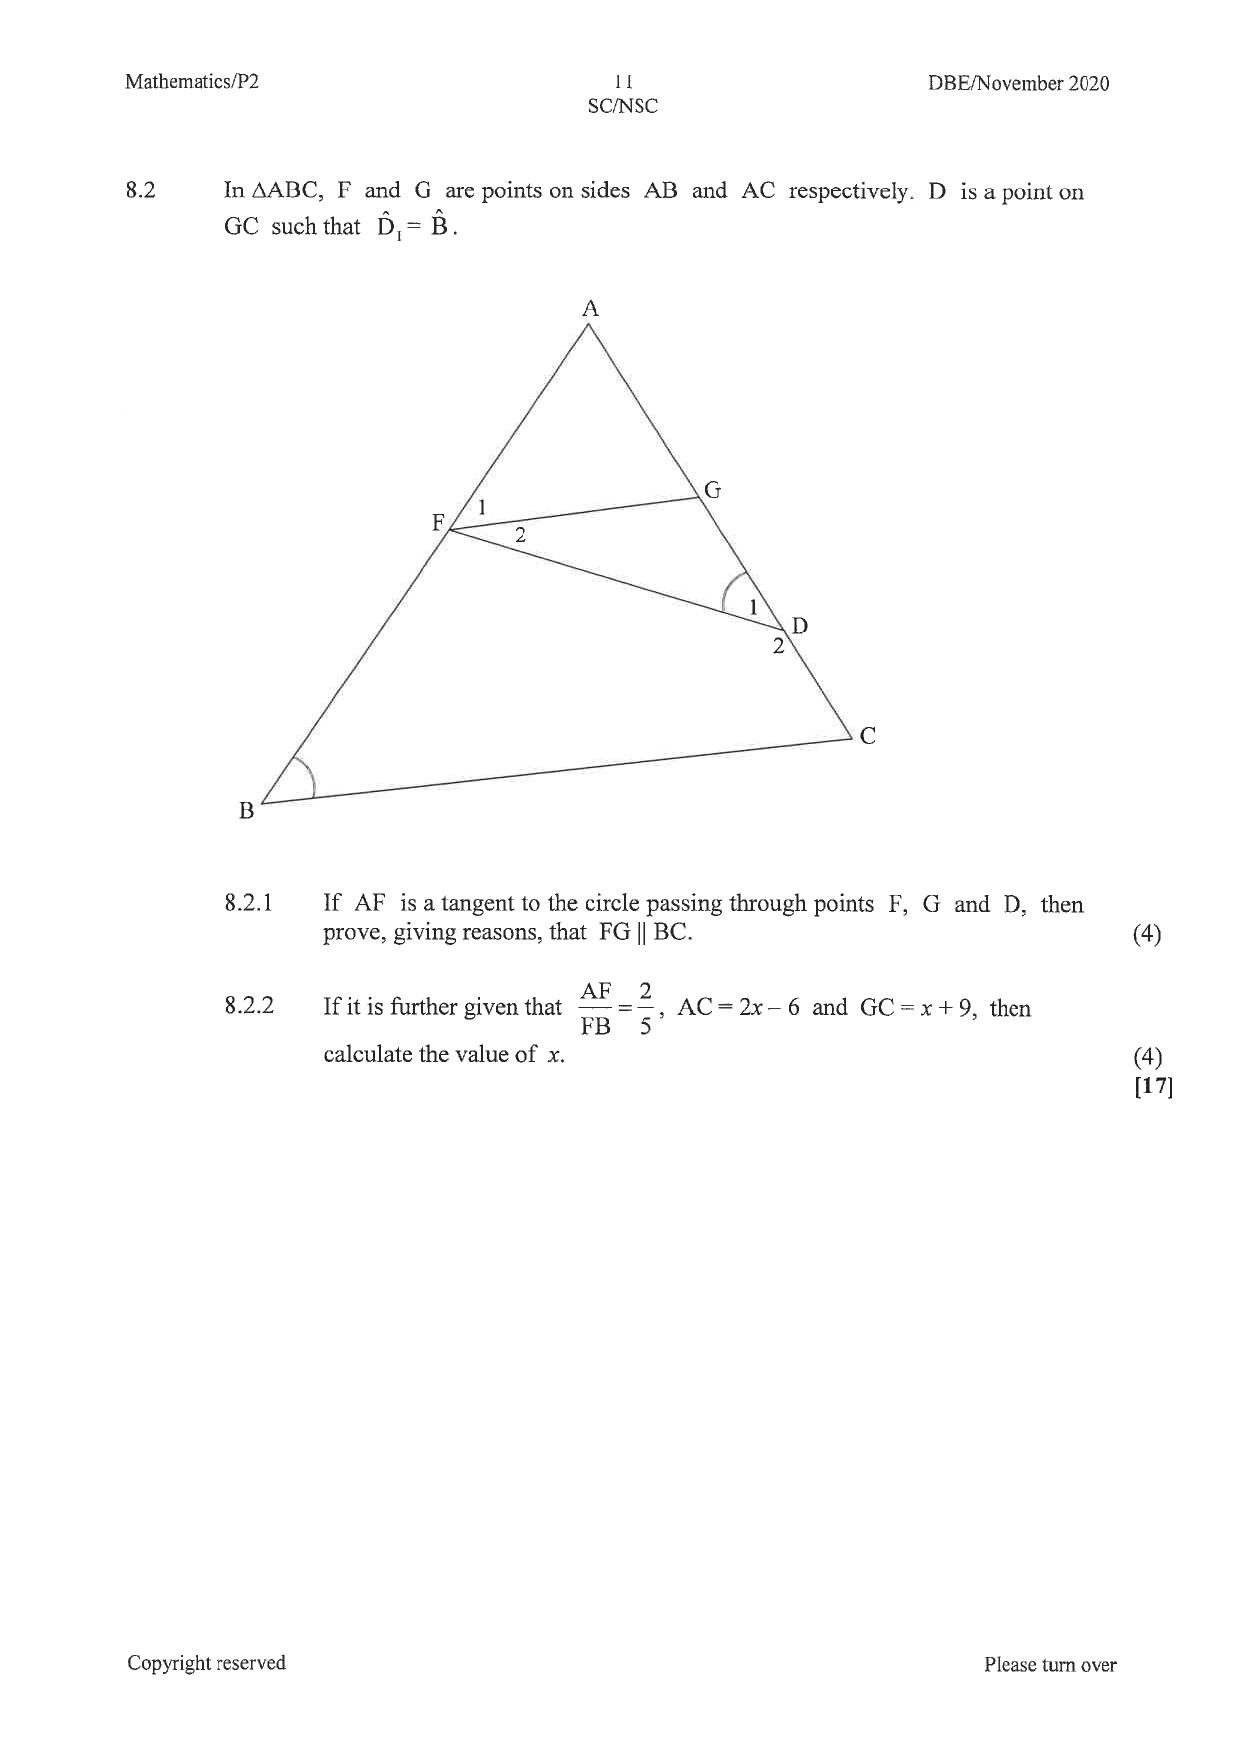 Mathematics/P2 11 DBE/November 2020
SC/NSC
8.2 In ΔABC, F and G are points on sides AB and AC respectively. D is a point on
GC such that D̂₁ = B̂.
A
G
1
F
2
1
D
2
C
B
8.2.1 If AF is a tangent to the circle passing through points F, G and D, then
prove, giving reasons, that FG || BC. (4)
8.2.2 If it is further given that AF/FB = 2/5, AC = 2x – 6 and GC = x + 9, then
calculate the value of x. (4)
[17]
Copyright reserved Please turn over